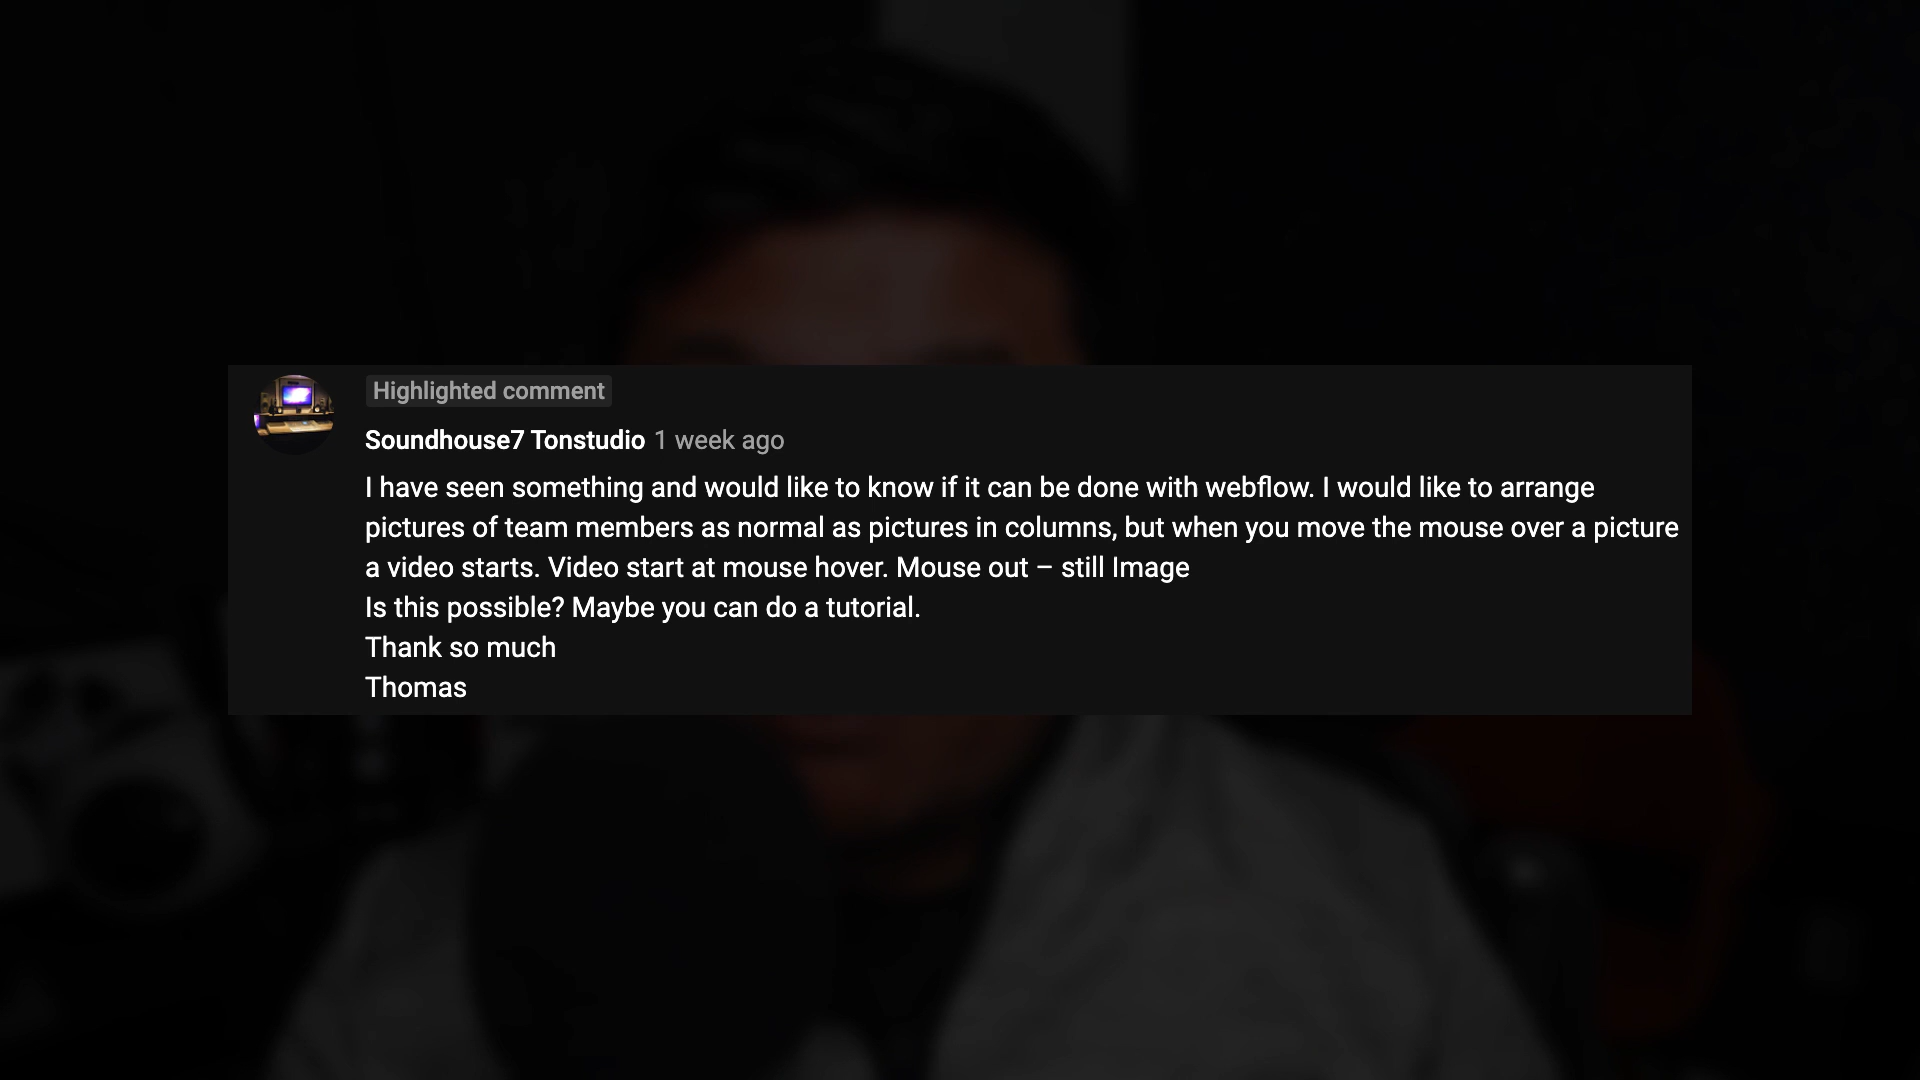 Highlighted comment
Soundhouse7 Tonstudio 1 week ago
I have seen something and would like to know if it can be done with webflow. I would like to arrange
pictures of team members as normal as pictures in columns, but when you move the mouse over a picture
a video starts. Video start at mouse hover. Mouse out – still Image
Is this possible? Maybe you can do a tutorial.
Thank so much
Thomas